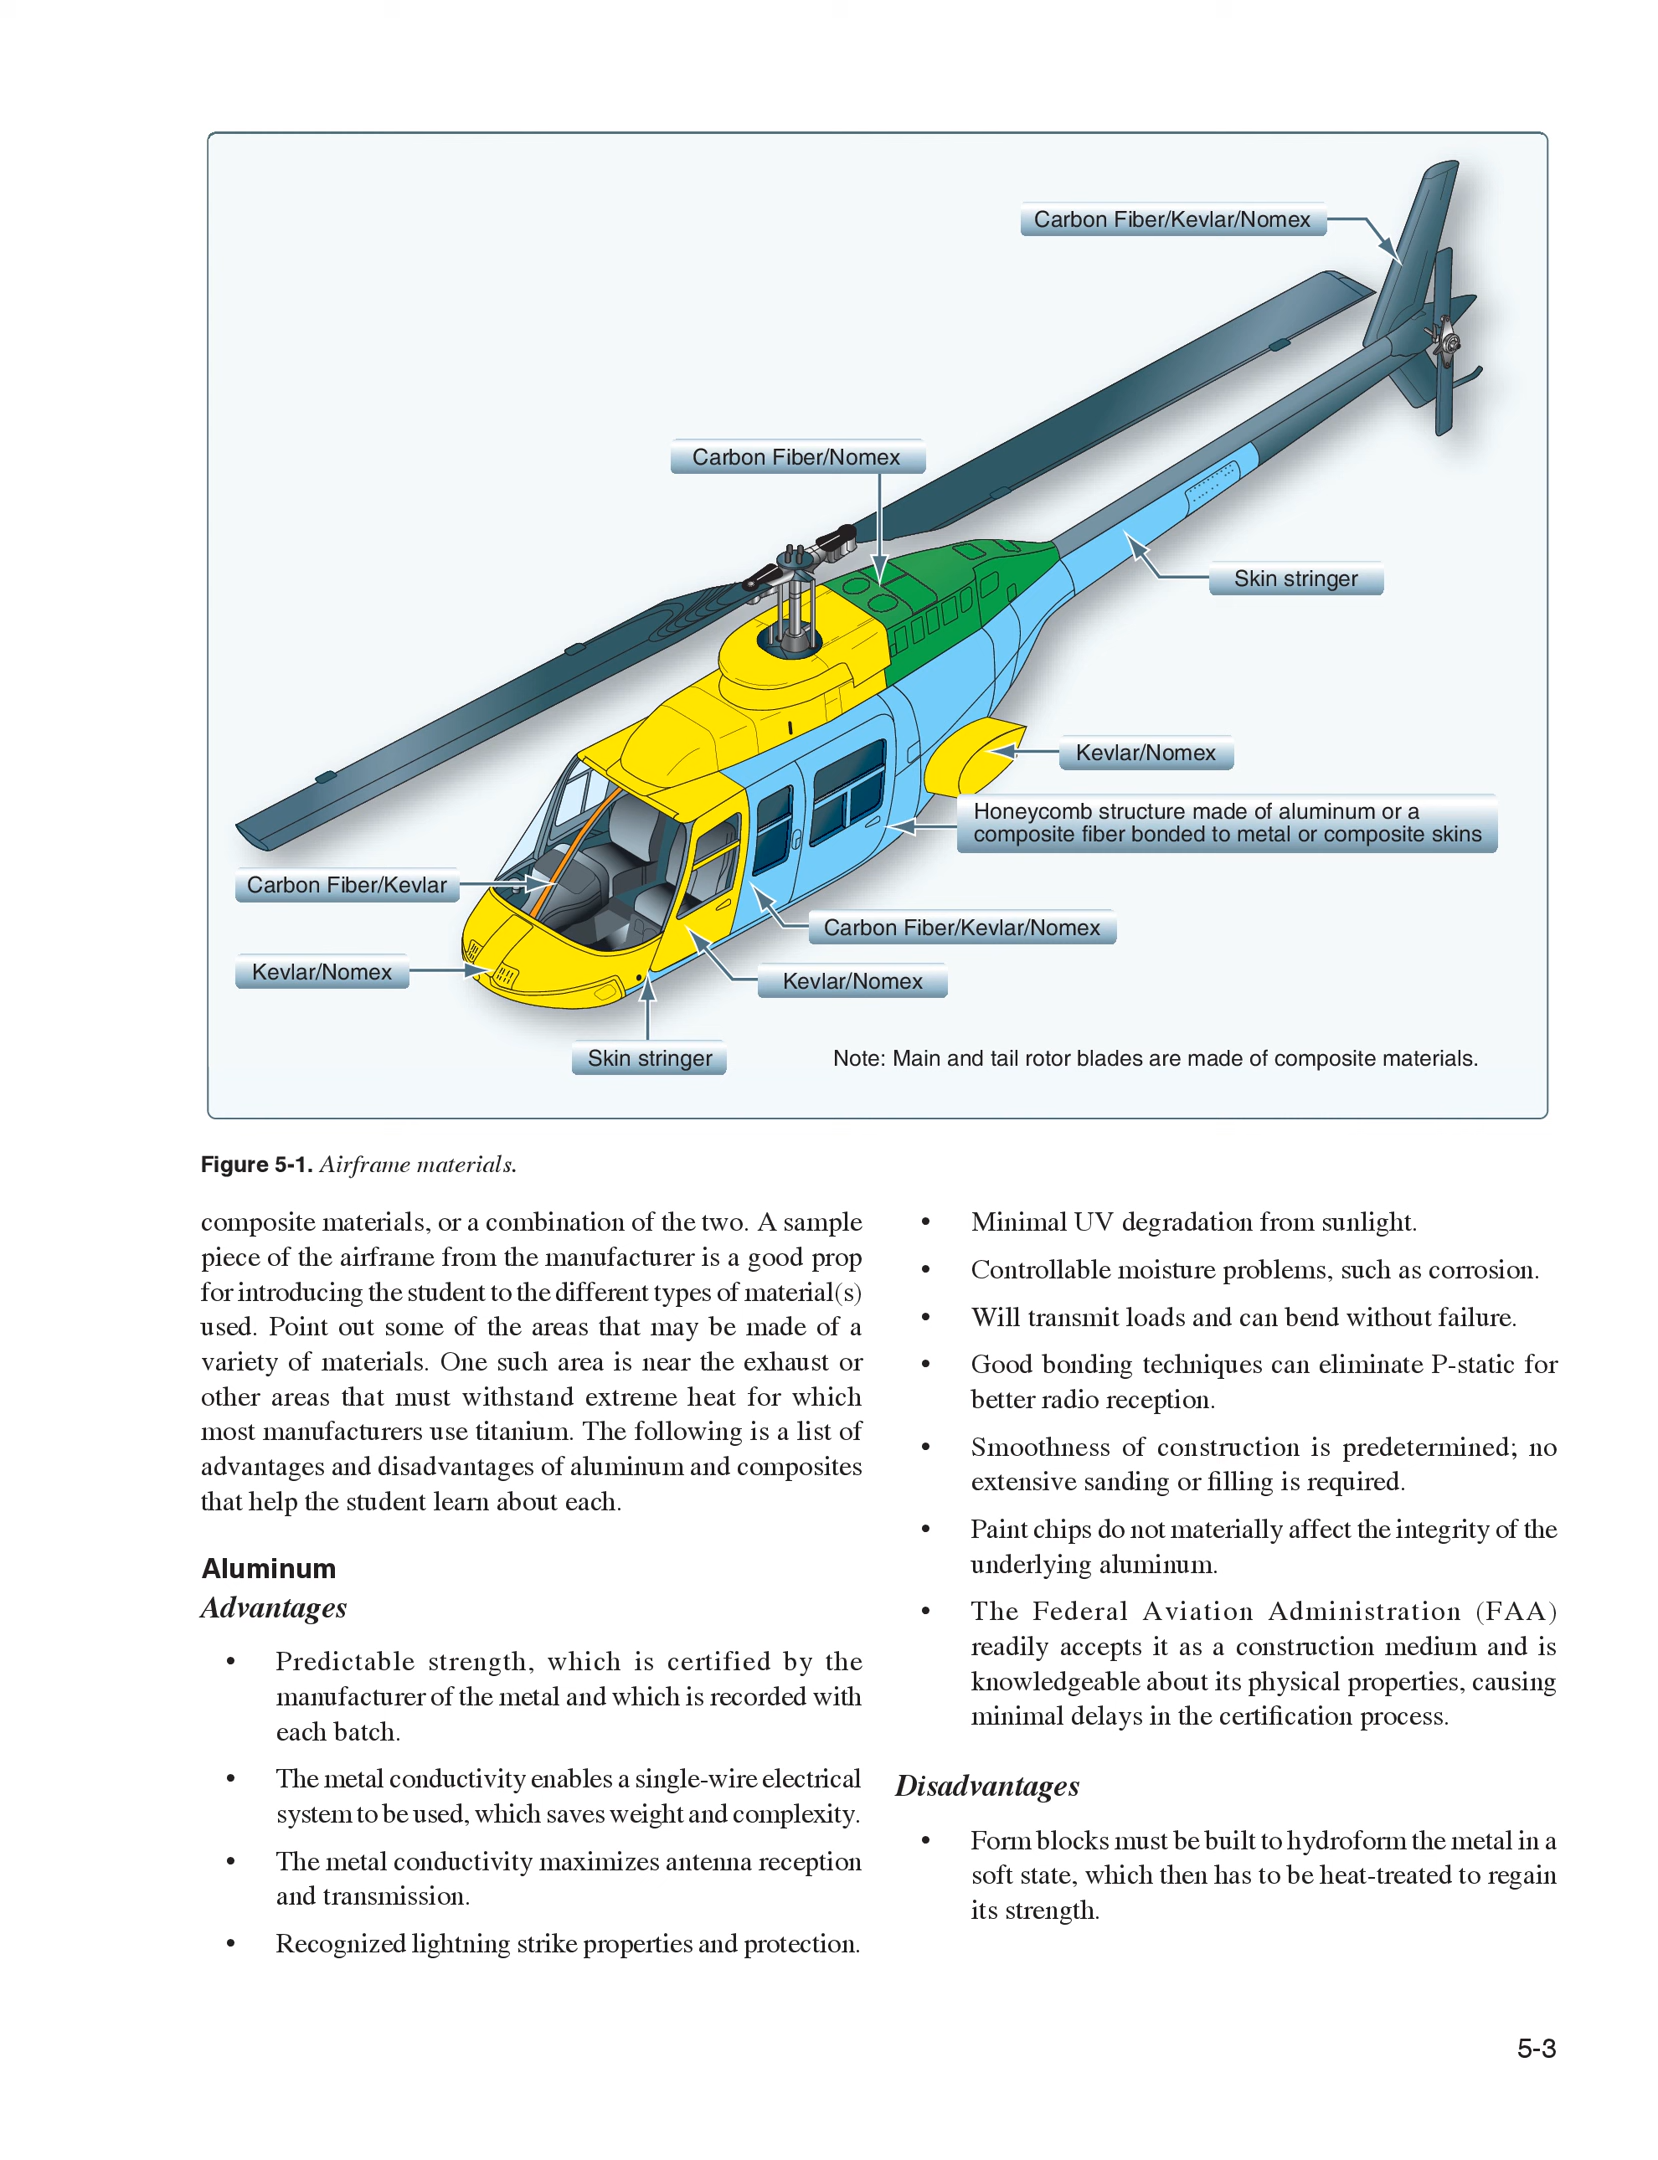 Carbon Fiber/Kevlar/Nomex
Carbon Fiber/Nomex
Skin stringer
Kevlar/Nomex
Honeycomb structure made of aluminum or a
composite fiber bonded to metal or composite skins
Carbon Fiber/Kevlar
Carbon Fiber/Kevlar/Nomex
Kevlar/Nomex
Kevlar/Nomex
Skin stringer
Note: Main and tail rotor blades are made of composite materials.
Figure 5-1. Airframe materials.
composite materials, or a combination of the two. A sample
piece of the airframe from the manufacturer is a good prop
for introducing the student to the different types of material(s)
used. Point out some of the areas that may be made of a
variety of materials. One such area is near the exhaust or
other areas that must withstand extreme heat for which
most manufacturers use titanium. The following is a list of
advantages and disadvantages of aluminum and composites
that help the student learn about each.
Aluminum
Advantages
• Predictable strength, which is certified by the
manufacturer of the metal and which is recorded with
each batch.
• The metal conductivity enables a single-wire electrical
system to be used, which saves weight and complexity.
• The metal conductivity maximizes antenna reception
and transmission.
• Recognized lightning strike properties and protection.
• Minimal UV degradation from sunlight.
• Controllable moisture problems, such as corrosion.
• Will transmit loads and can bend without failure.
• Good bonding techniques can eliminate P-static for
better radio reception.
• Smoothness of construction is predetermined; no
extensive sanding or filling is required.
• Paint chips do not materially affect the integrity of the
underlying aluminum.
• The Federal Aviation Administration (FAA)
readily accepts it as a construction medium and is
knowledgeable about its physical properties, causing
minimal delays in the certification process.
Disadvantages
• Form blocks must be built to hydroform the metal in a
soft state, which then has to be heat-treated to regain
its strength.
5-3